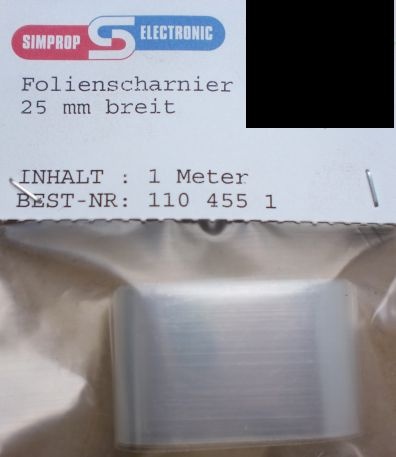 SIMPROP ELECTRONIC
Folienscharnier
25 mm breit
INHALT : 1 Meter
BEST-NR: 110 455 1